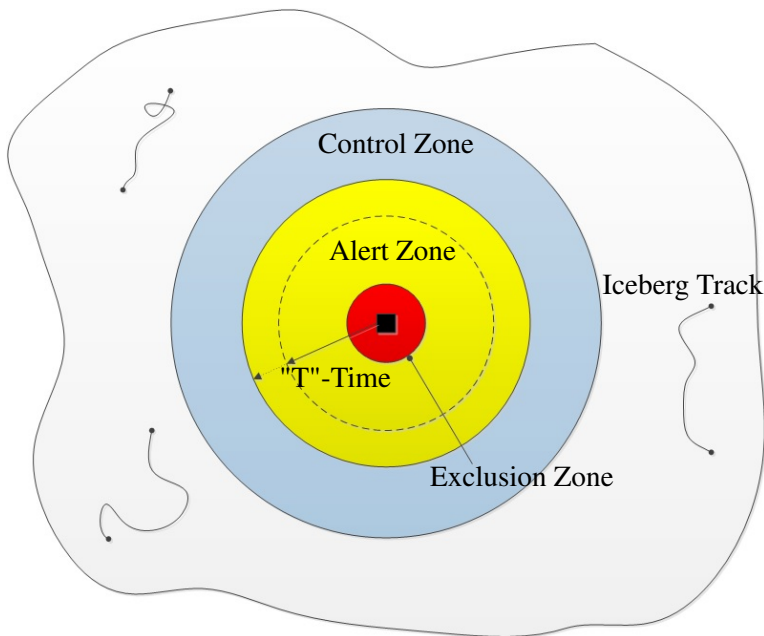 Control Zone
Alert Zone
Iceberg Track
"T"-Time
Exclusion Zone